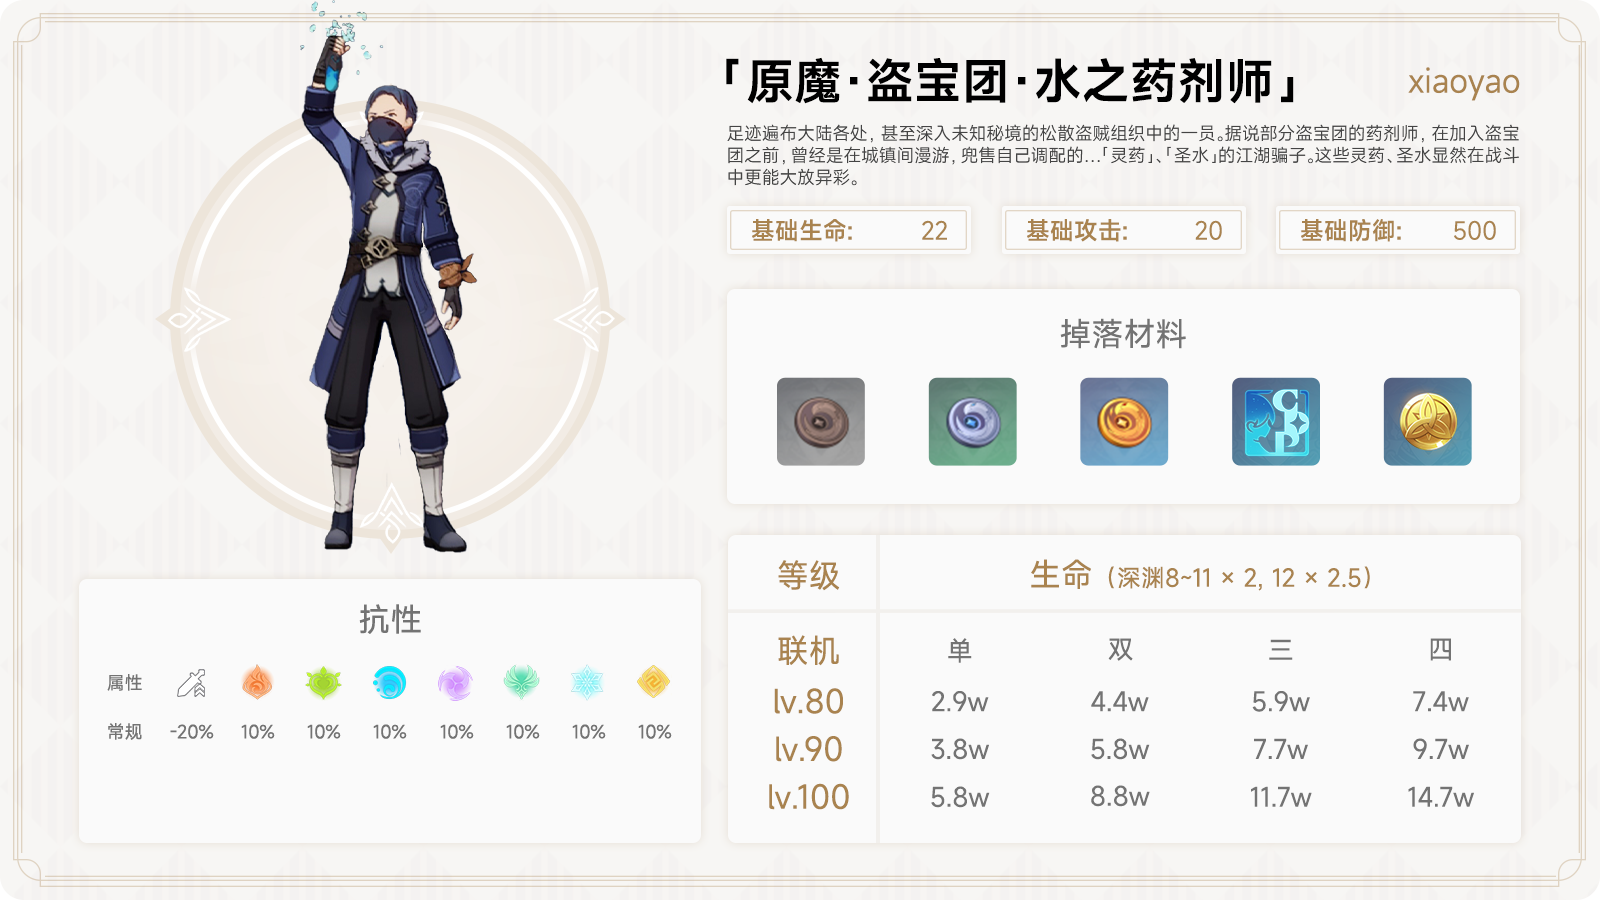 「原魔·盗宝团·水之药剂师」 xiaoyao
足迹遍布大陆各处，甚至深入未知秘境的松散盗贼组织中的一员。据说部分盗宝团的药剂师，在加入盗宝
团之前，曾经是在城镇间漫游，兜售自己调配的…「灵药」、「圣水」的江湖骗子。这些灵药、圣水显然在战斗
中更能大放异彩。
基础生命: 22 基础攻击: 20 基础防御: 500
掉落材料
等级 生命（深渊8~11 × 2, 12 × 2.5）
联机 单 双 三 四
lv.80 2.9w 4.4w 5.9w 7.4w
lv.90 3.8w 5.8w 7.7w 9.7w
lv.100 5.8w 8.8w 11.7w 14.7w
抗性
属性
常规 -20% 10% 10% 10% 10% 10% 10% 10%